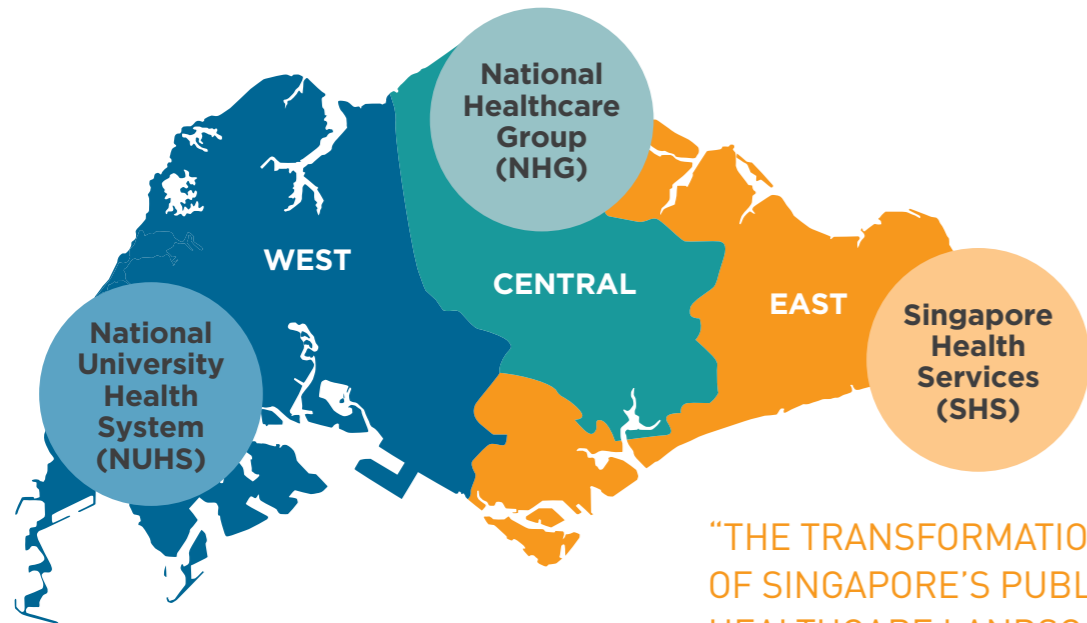 National
Healthcare
Group
(NHG)
WEST
CENTRAL
EAST
National
University
Health
System
(NUHS)
Singapore
Health
Services
(SHS)
“THE TRANSFORMATIO
OF SINGAPORE’S PUBL